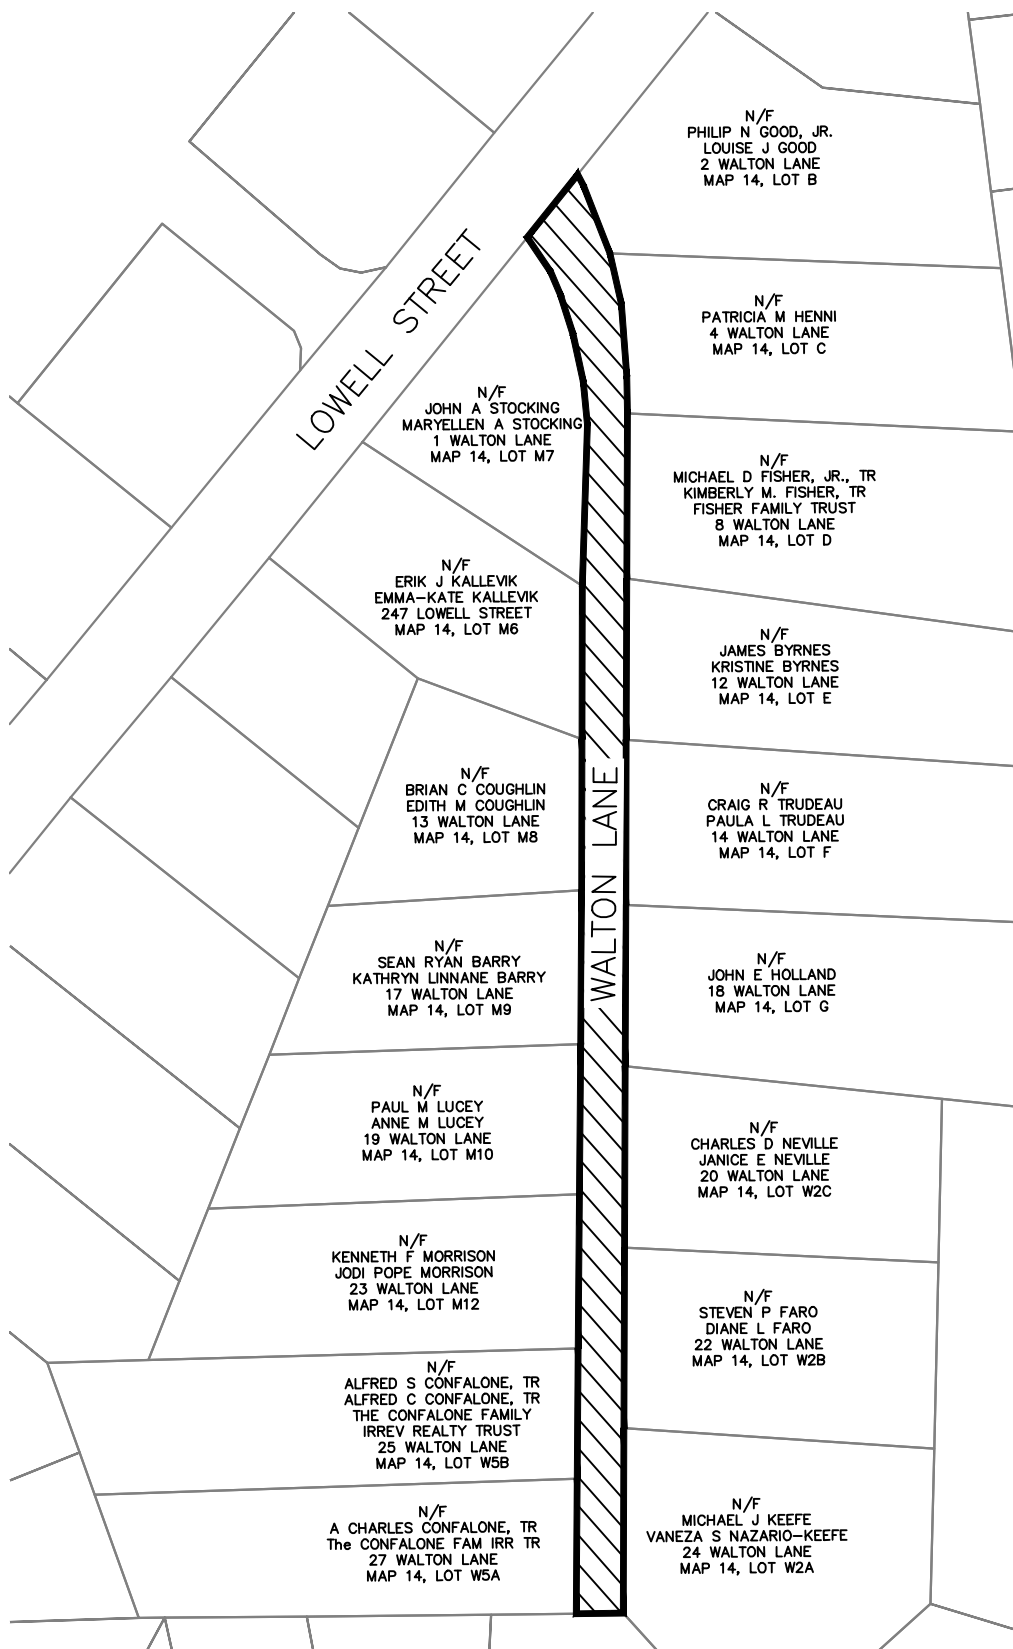 N/F
PHILIP N GOOD, JR.
LOUISE J GOOD
2 WALTON LANE
MAP 14, LOT B
LOWELL STREET
N/F
PATRICIA M HENNI
4 WALTON LANE
MAP 14, LOT C
N/F
JOHN A STOCKING
MARYELLEN A STOCKING
1 WALTON LANE
MAP 14, LOT M7
N/F
MICHAEL D FISHER, JR., TR
KIMBERLY M. FISHER, TR
FISHER FAMILY TRUST
8 WALTON LANE
MAP 14, LOT D
N/F
ERIK J KALLEVIK
EMMA-KATE KALLEVIK
247 LOWELL STREET
MAP 14, LOT M6
N/F
JAMES BYRNES
KRISTINE BYRNES
12 WALTON LANE
MAP 14, LOT E
N/F
BRIAN C COUGHLIN
EDITH M COUGHLIN
13 WALTON LANE
MAP 14, LOT M8
WALTON LANE
N/F
CRAIG R TRUDEAU
PAULA L TRUDEAU
14 WALTON LANE
MAP 14, LOT F
N/F
SEAN RYAN BARRY
KATHRYN LINNANE BARRY
17 WALTON LANE
MAP 14, LOT M9
N/F
JOHN E HOLLAND
18 WALTON LANE
MAP 14, LOT G
N/F
PAUL M LUCEY
ANNE M LUCEY
19 WALTON LANE
MAP 14, LOT M10
N/F
CHARLES D NEVILLE
JANICE E NEVILLE
20 WALTON LANE
MAP 14, LOT W2C
N/F
KENNETH F MORRISON
JODI POPE MORRISON
23 WALTON LANE
MAP 14, LOT M12
N/F
STEVEN P FARO
DIANE L FARO
22 WALTON LANE
MAP 14, LOT W2B
N/F
ALFRED S CONFALONE, TR
ALFRED C CONFALONE, TR
THE CONFALONE FAMILY
IRREV REALTY TRUST
25 WALTON LANE
MAP 14, LOT W5B
N/F
A CHARLES CONFALONE, TR
The CONFALONE FAM IRR TR
27 WALTON LANE
MAP 14, LOT W5A
N/F
MICHAEL J KEEFE
VANEZA S NAZARIO-KEEFE
24 WALTON LANE
MAP 14, LOT W2A